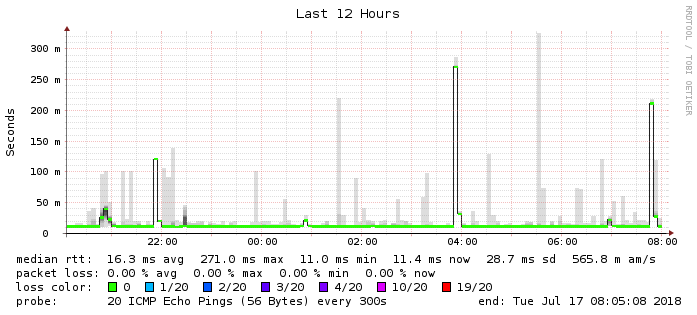 Last 12 Hours
RRDTOOL / TOBI OETIKER
Seconds
300 m
250 m
200 m
150 m
100 m
50 m
0
22:00 00:00 02:00 04:00 06:00 08:00
median rtt: 16.3 ms avg 271.0 ms max 11.0 ms min 11.4 ms now 28.7 ms sd 565.8 m am/s
packet loss: 0.00 % avg 0.00 % max 0.00 % min 0.00 % now
loss color: 0 1/20 2/20 3/20 4/20 10/20 19/20
probe: 20 ICMP Echo Pings (56 Bytes) every 300s end: Tue Jul 17 08:05:08 2018